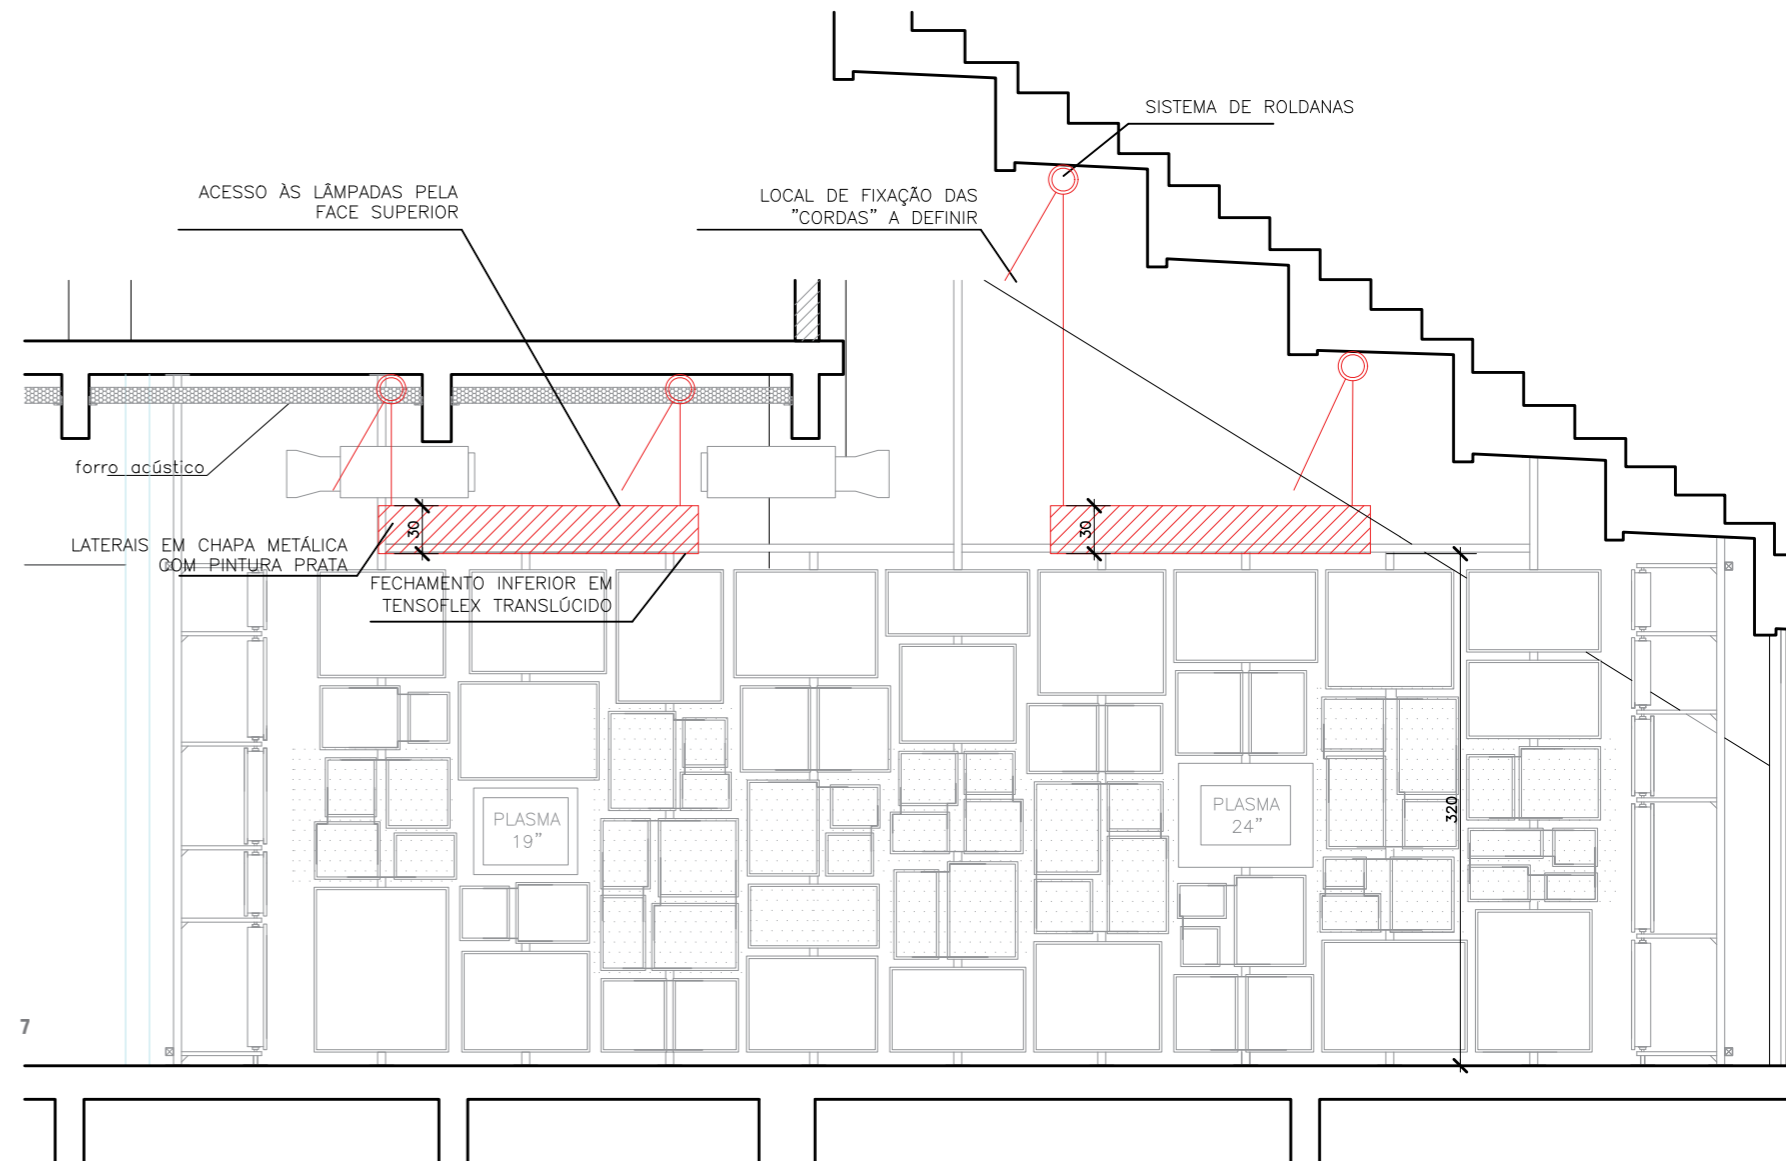 SISTEMA DE ROLDANAS
ACESSO ÀS LÂMPADAS PELA
FACE SUPERIOR
LOCAL DE FIXAÇÃO DAS
"CORDAS" A DEFINIR
forro acústico
30
30
LATERAIS EM CHAPA METÁLICA
COM PINTURA PRATA
FECHAMENTO INFERIOR EM
TENSOFLEX TRANSLÚCIDO
PLASMA
19"
PLASMA
24"
320
7